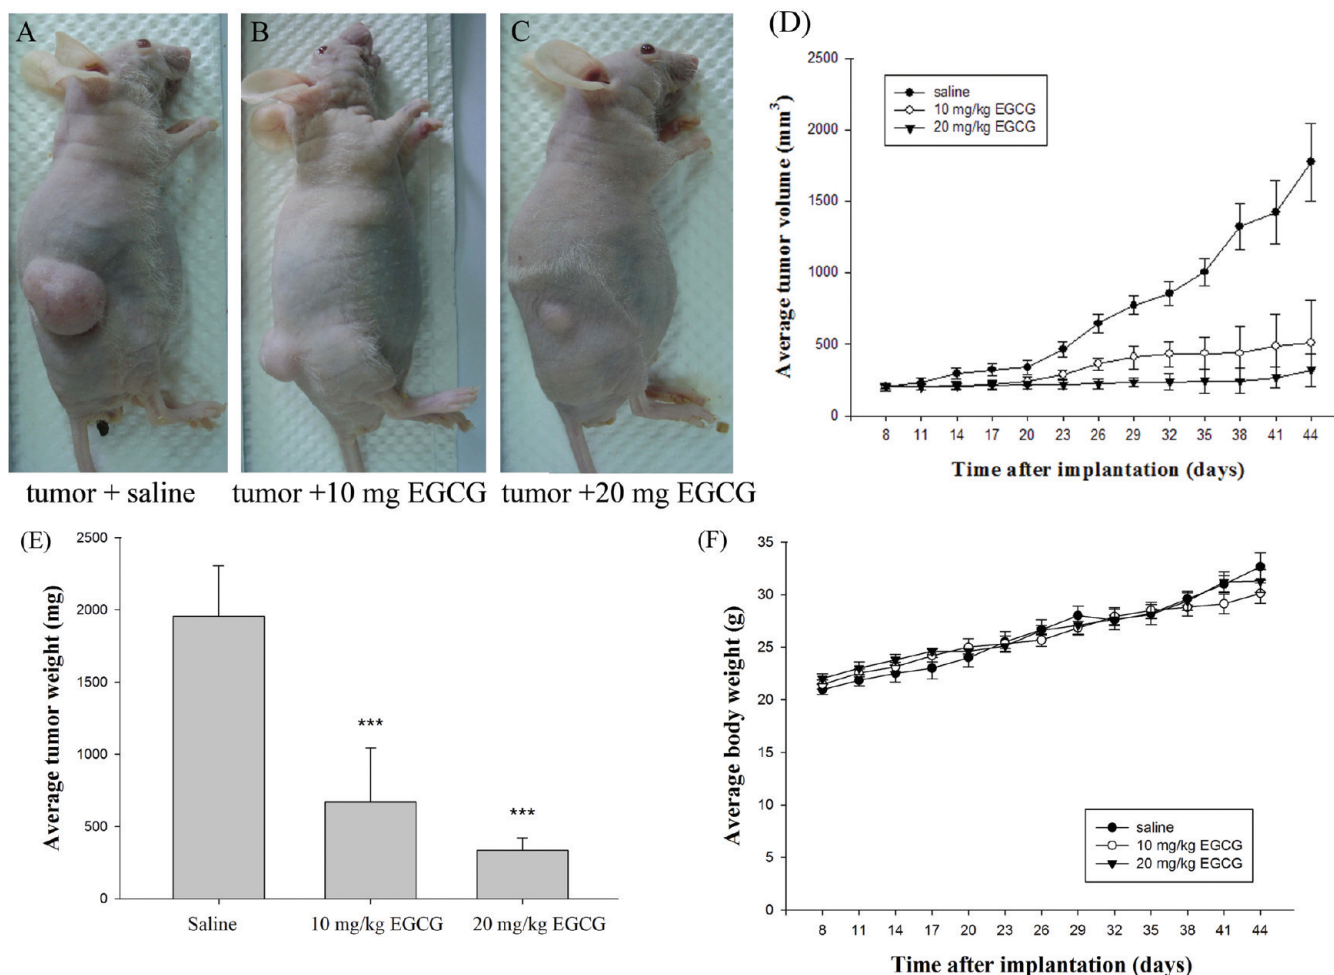 A
B
C
tumor + saline
tumor +10 mg EGCG
tumor +20 mg EGCG
(D)
2500
2000
1500
1000
500
0
Average tumor volume (mm³)
saline
10 mg/kg EGCG
20 mg/kg EGCG
8 11 14 17 20 23 26 29 32 35 38 41 44
Time after implantation (days)
(E)
2500
2000
1500
1000
500
0
Average tumor weight (mg)
***
***
Saline
10 mg/kg EGCG
20 mg/kg EGCG
(F)
35
30
25
20
15
10
5
0
Average body weight (g)
saline
10 mg/kg EGCG
20 mg/kg EGCG
8 11 14 17 20 23 26 29 32 35 38 41 44
Time after implantation (days)